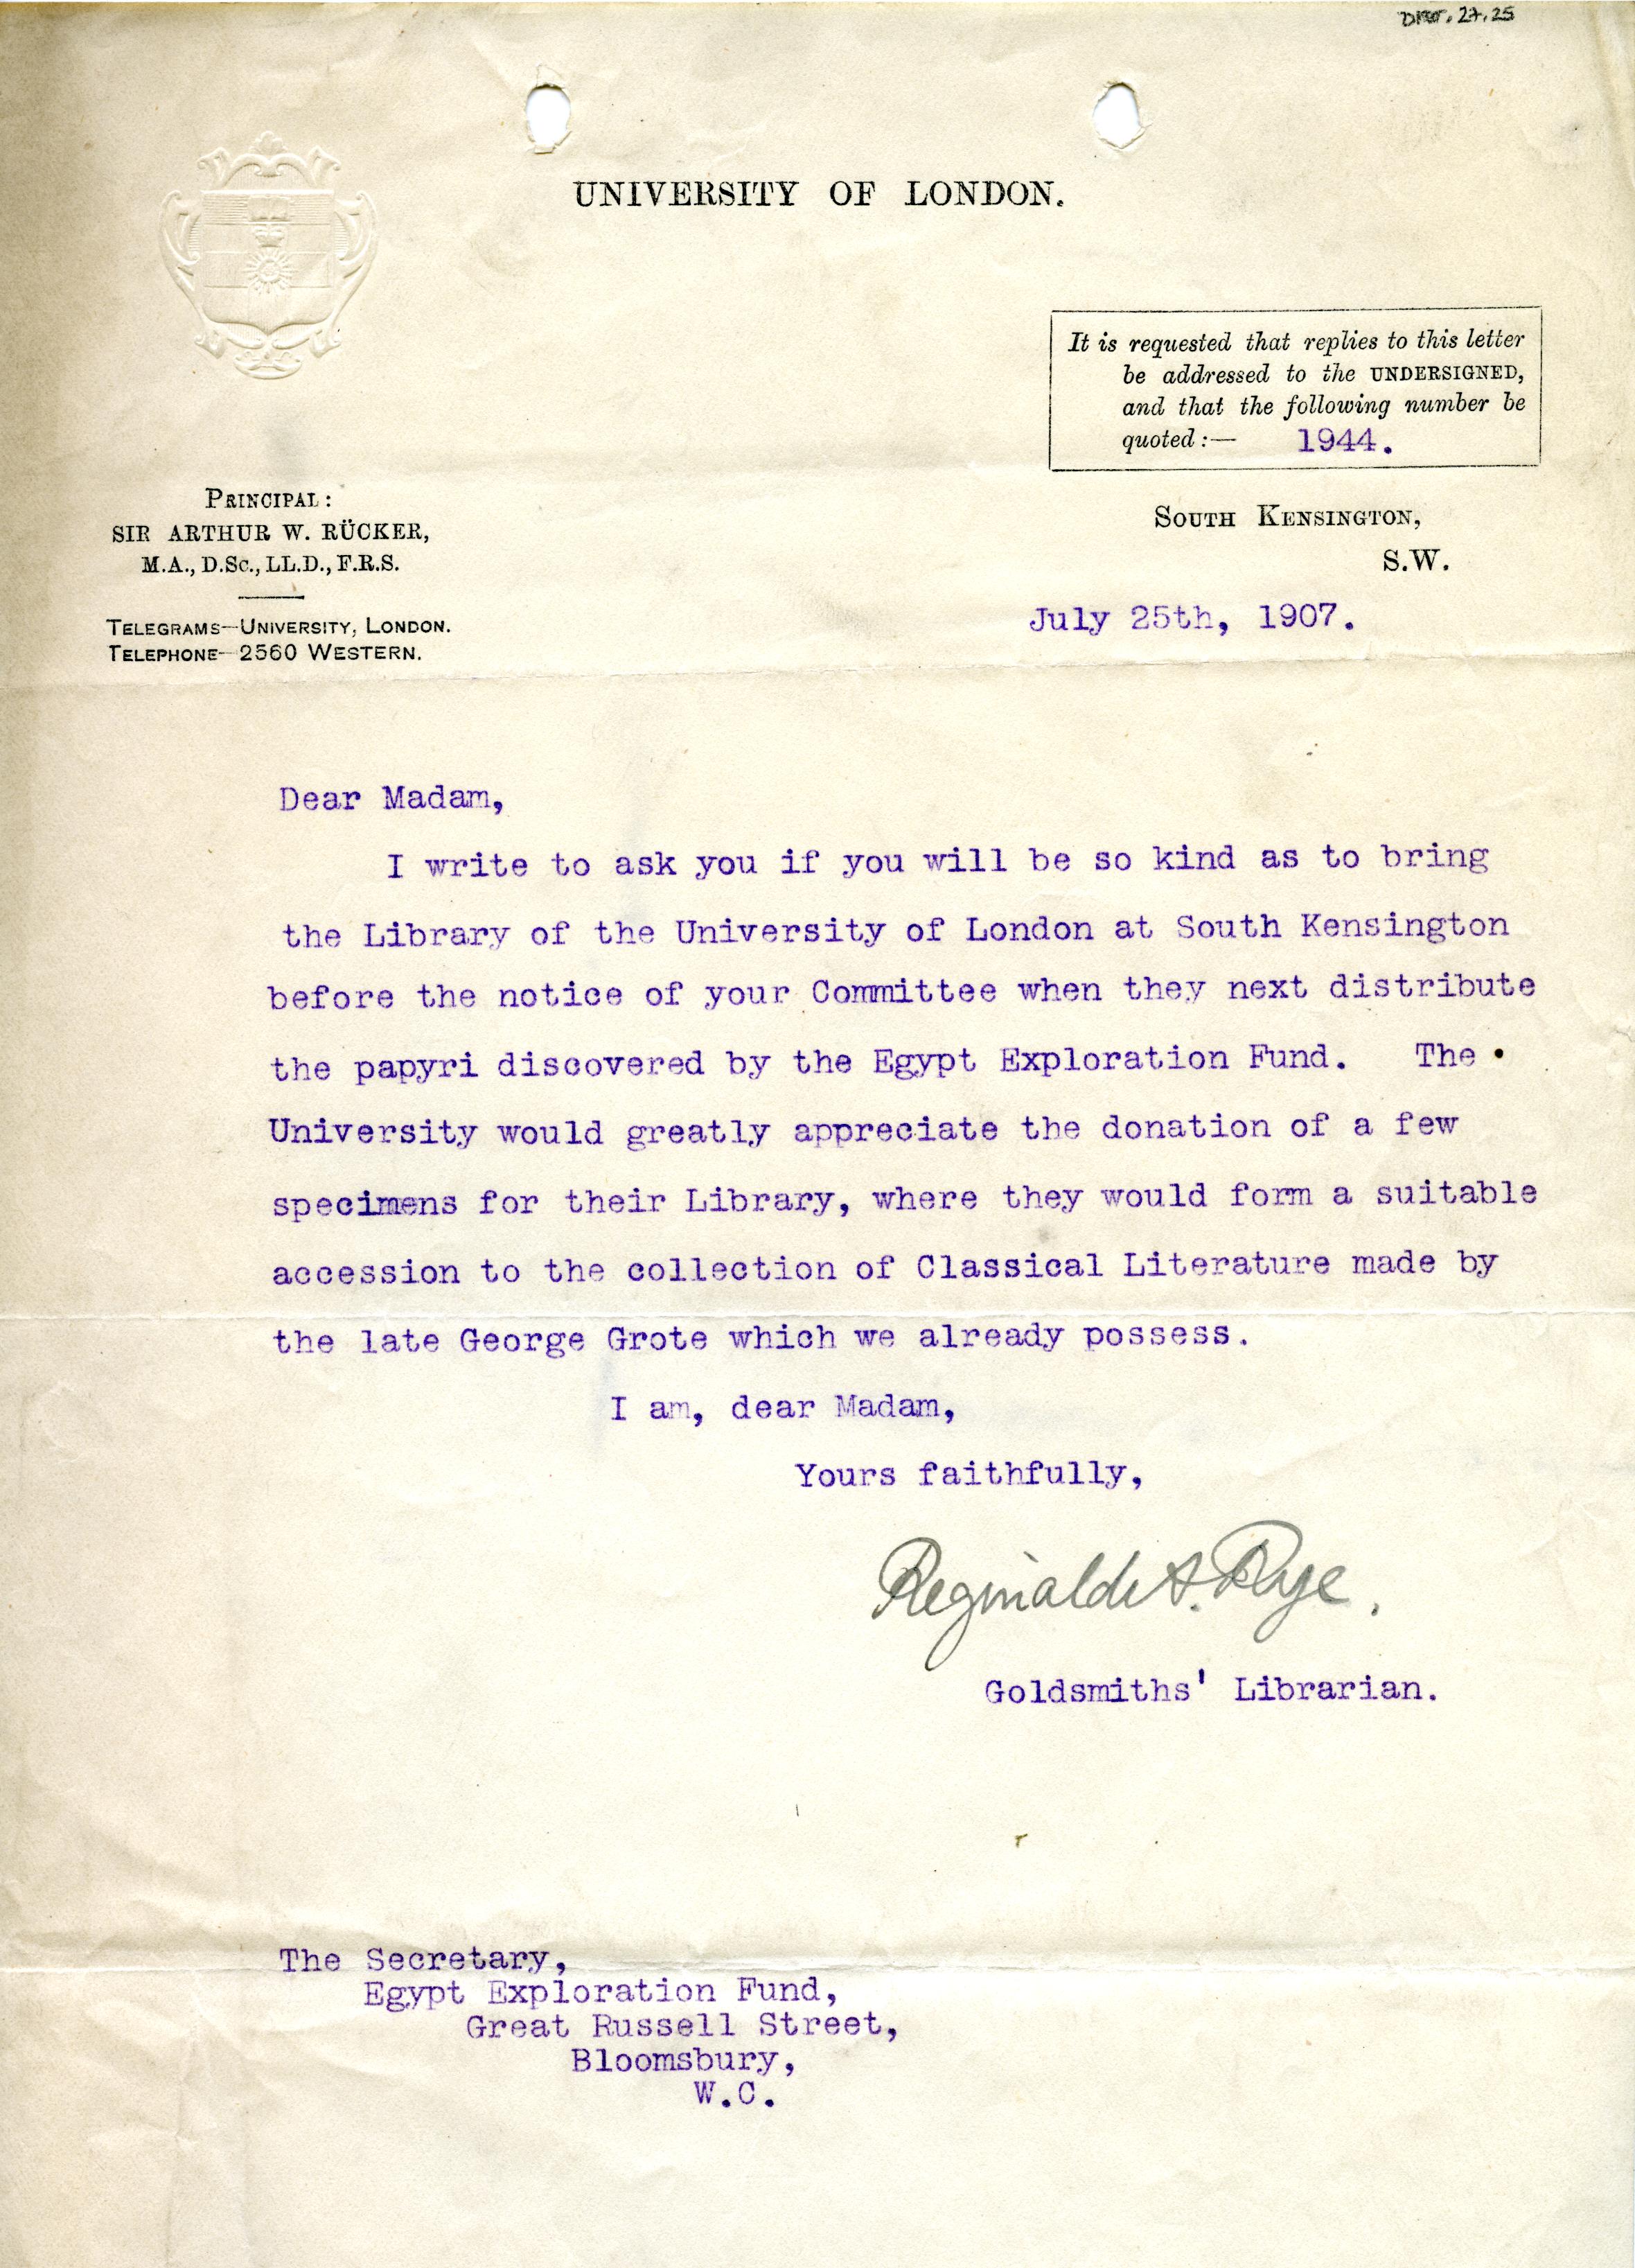 DIST.27.25
UNIVERSITY OF LONDON.
It is requested that replies to this letter
be addressed to the UNDERSIGNED,
and that the following number be
quoted:— 1944.
PRINCIPAL:
SIR ARTHUR W. RÜCKER,
M.A., D.Sc., LL.D., F.R.S.
TELEGRAMS—UNIVERSITY, LONDON.
TELEPHONE—2560 WESTERN.
SOUTH KENSINGTON,
S.W.
July 25th, 1907.
Dear Madam,
I write to ask you if you will be so kind as to bring
the Library of the University of London at South Kensington
before the notice of your Committee when they next distribute
the papyri discovered by the Egypt Exploration Fund. The
University would greatly appreciate the donation of a few
specimens for their Library, where they would form a suitable
accession to the collection of Classical Literature made by
the late George Grote which we already possess.
I am, dear Madam,
Yours faithfully,
Reginald A. Rye.
Goldsmiths' Librarian.
The Secretary,
Egypt Exploration Fund,
Great Russell Street,
Bloomsbury,
W.C.